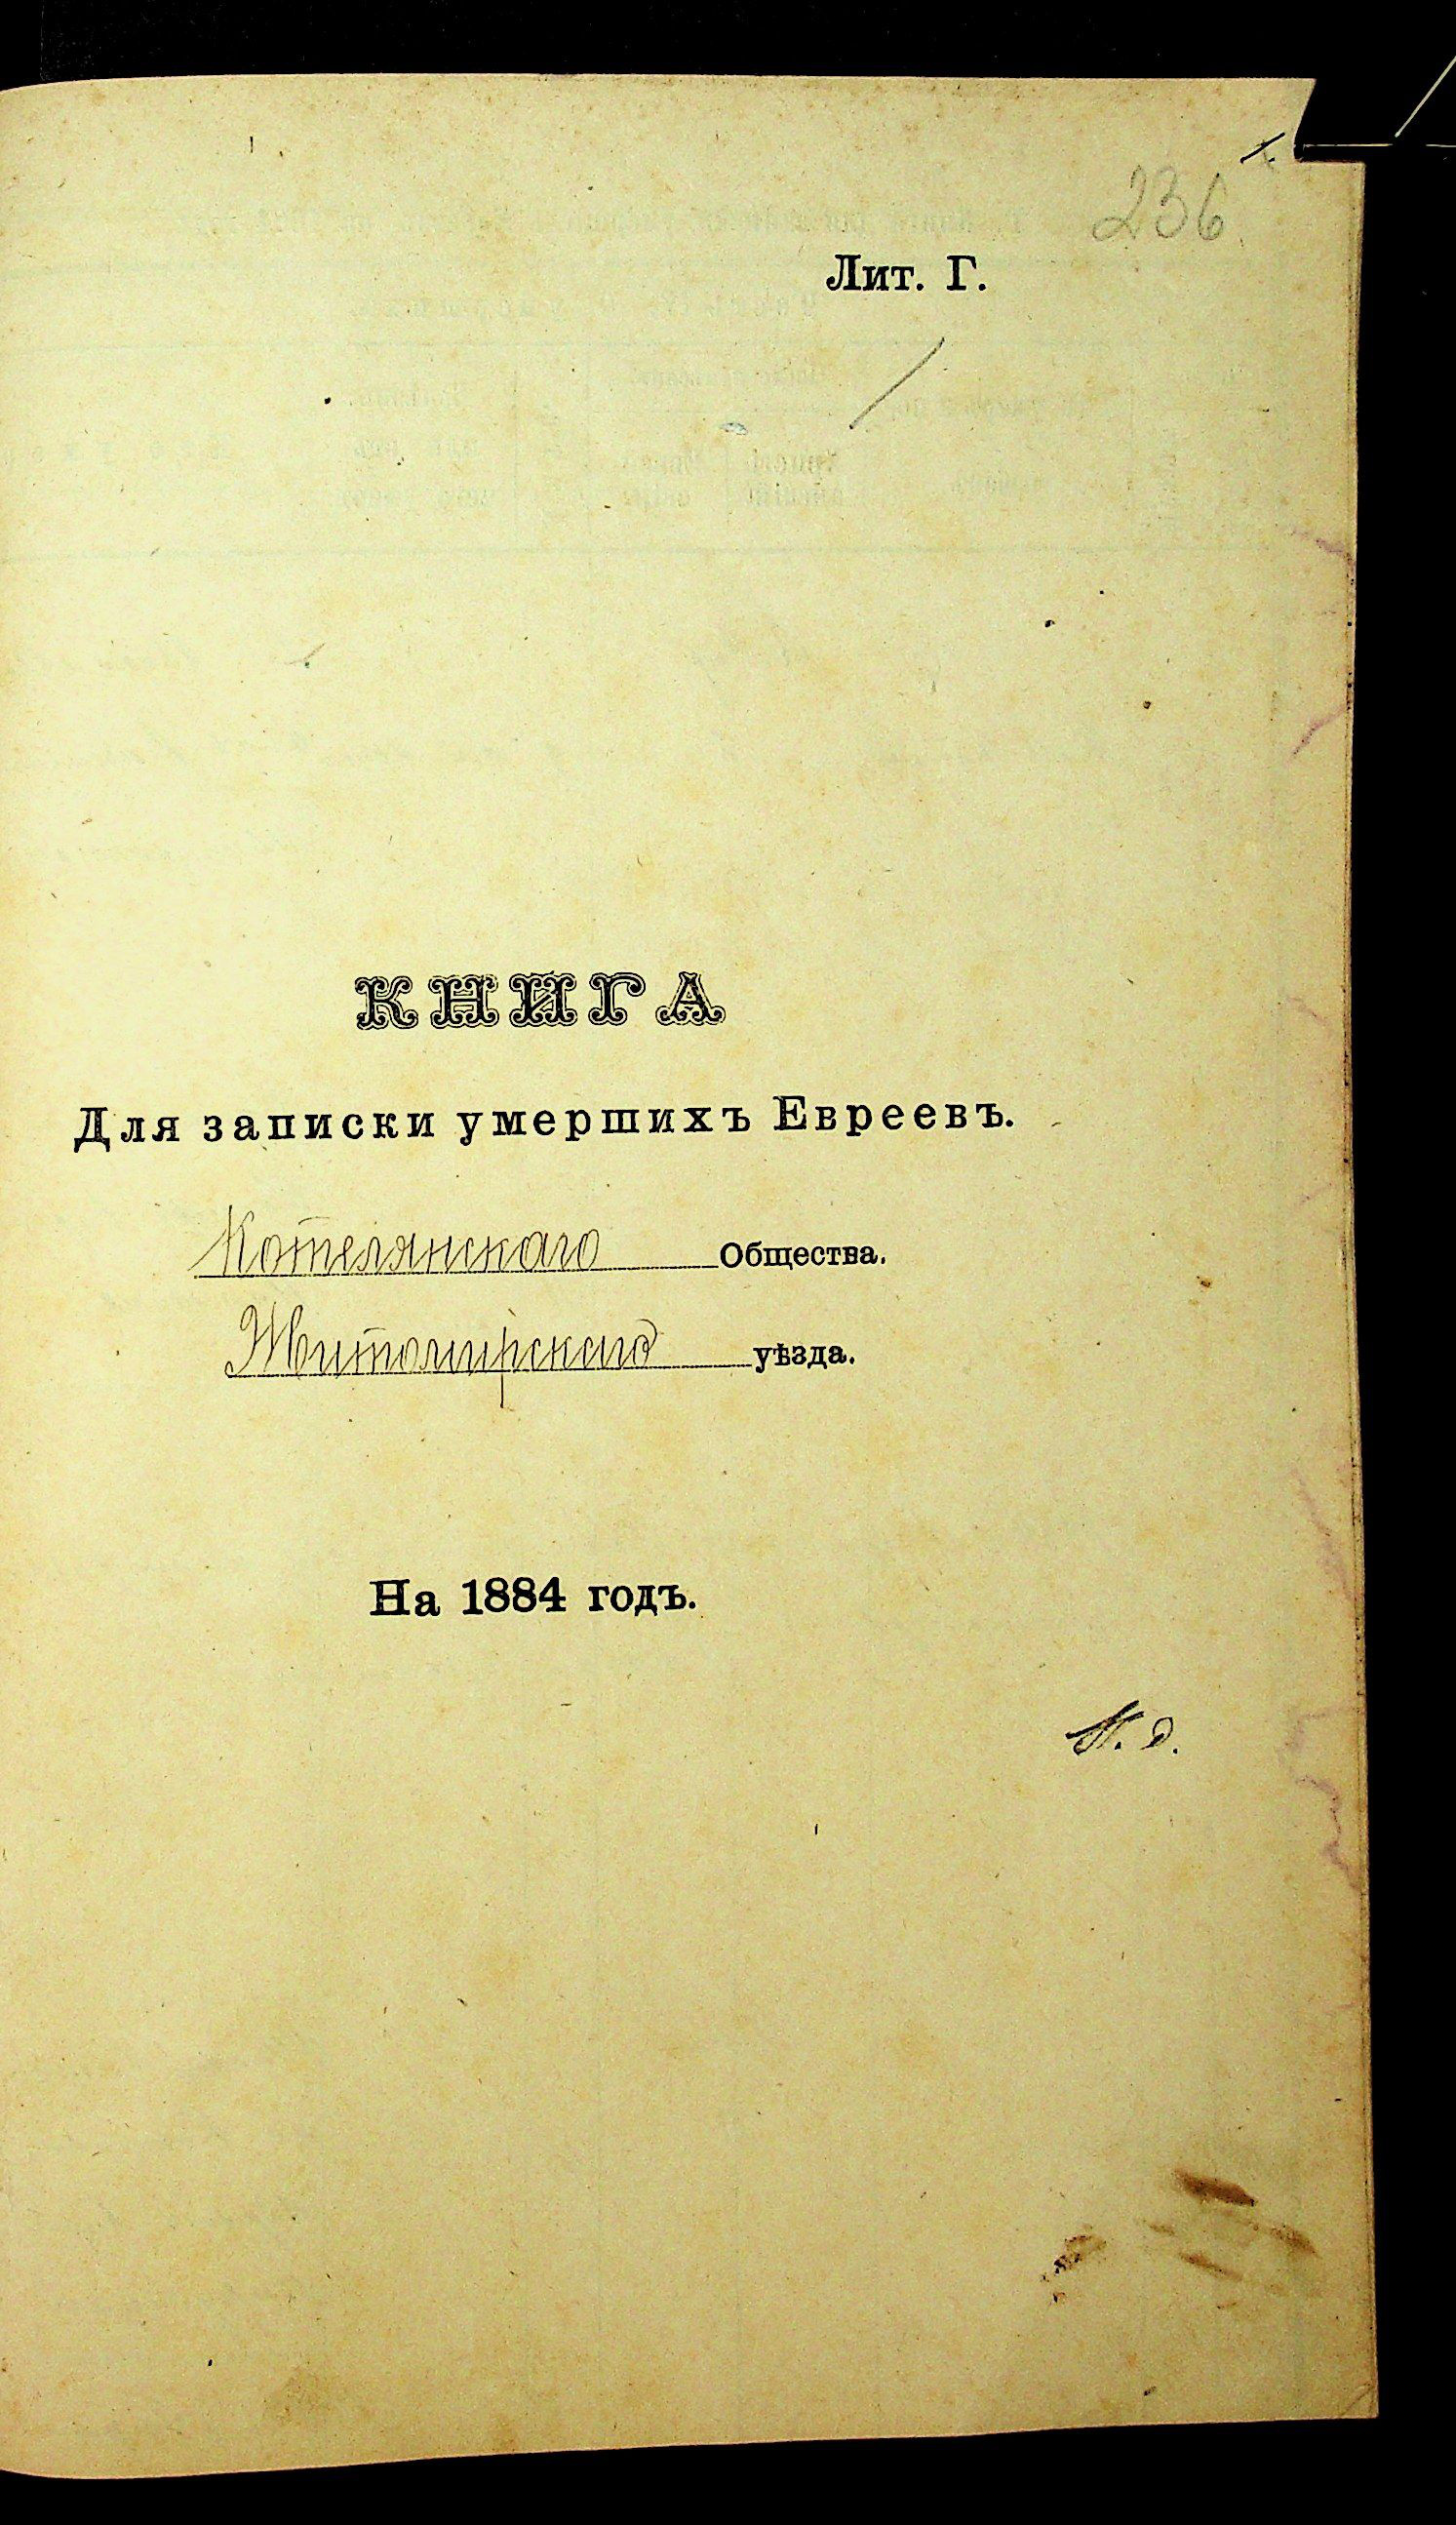 236
Лит. Г.
КНИГА
Для записки умершихъ Евреевъ.
Котелянскаго Общества.
Житомирскаго уѣзда.
На 1884 годъ.